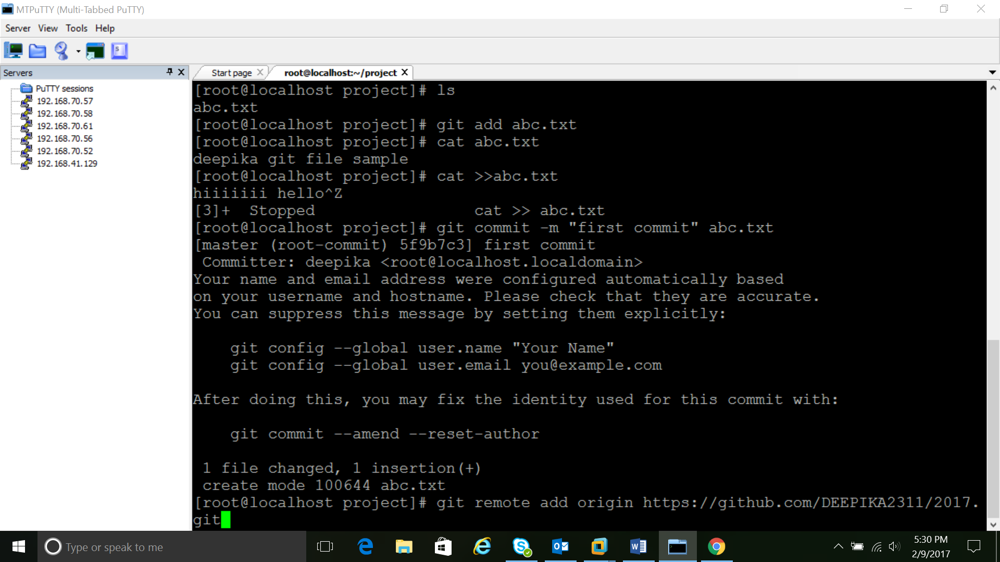 MTPuTTY (Multi-Tabbed PuTTY)
Server View Tools Help
Servers
PuTTY sessions
192.168.70.57
192.168.70.58
192.168.70.61
192.168.70.56
192.168.70.52
192.168.41.129
Start page root@localhost:~/project
[root@localhost project]# ls
abc.txt
[root@localhost project]# git add abc.txt
[root@localhost project]# cat abc.txt
deepika git file sample
[root@localhost project]# cat >>abc.txt
hiiiiiii hello^Z
[3]+  Stopped                 cat >> abc.txt
[root@localhost project]# git commit -m "first commit" abc.txt
[master (root-commit) 5f9b7c3] first commit
 Committer: deepika <root@localhost.localdomain>
Your name and email address were configured automatically based
on your username and hostname. Please check that they are accurate.
You can suppress this message by setting them explicitly:
    git config --global user.name "Your Name"
    git config --global user.email you@example.com
After doing this, you may fix the identity used for this commit with:
    git commit --amend --reset-author
 1 file changed, 1 insertion(+)
 create mode 100644 abc.txt
[root@localhost project]# git remote add origin https://github.com/DEEPIKA2311/2017.
git
Type or speak to me
5:30 PM
2/9/2017